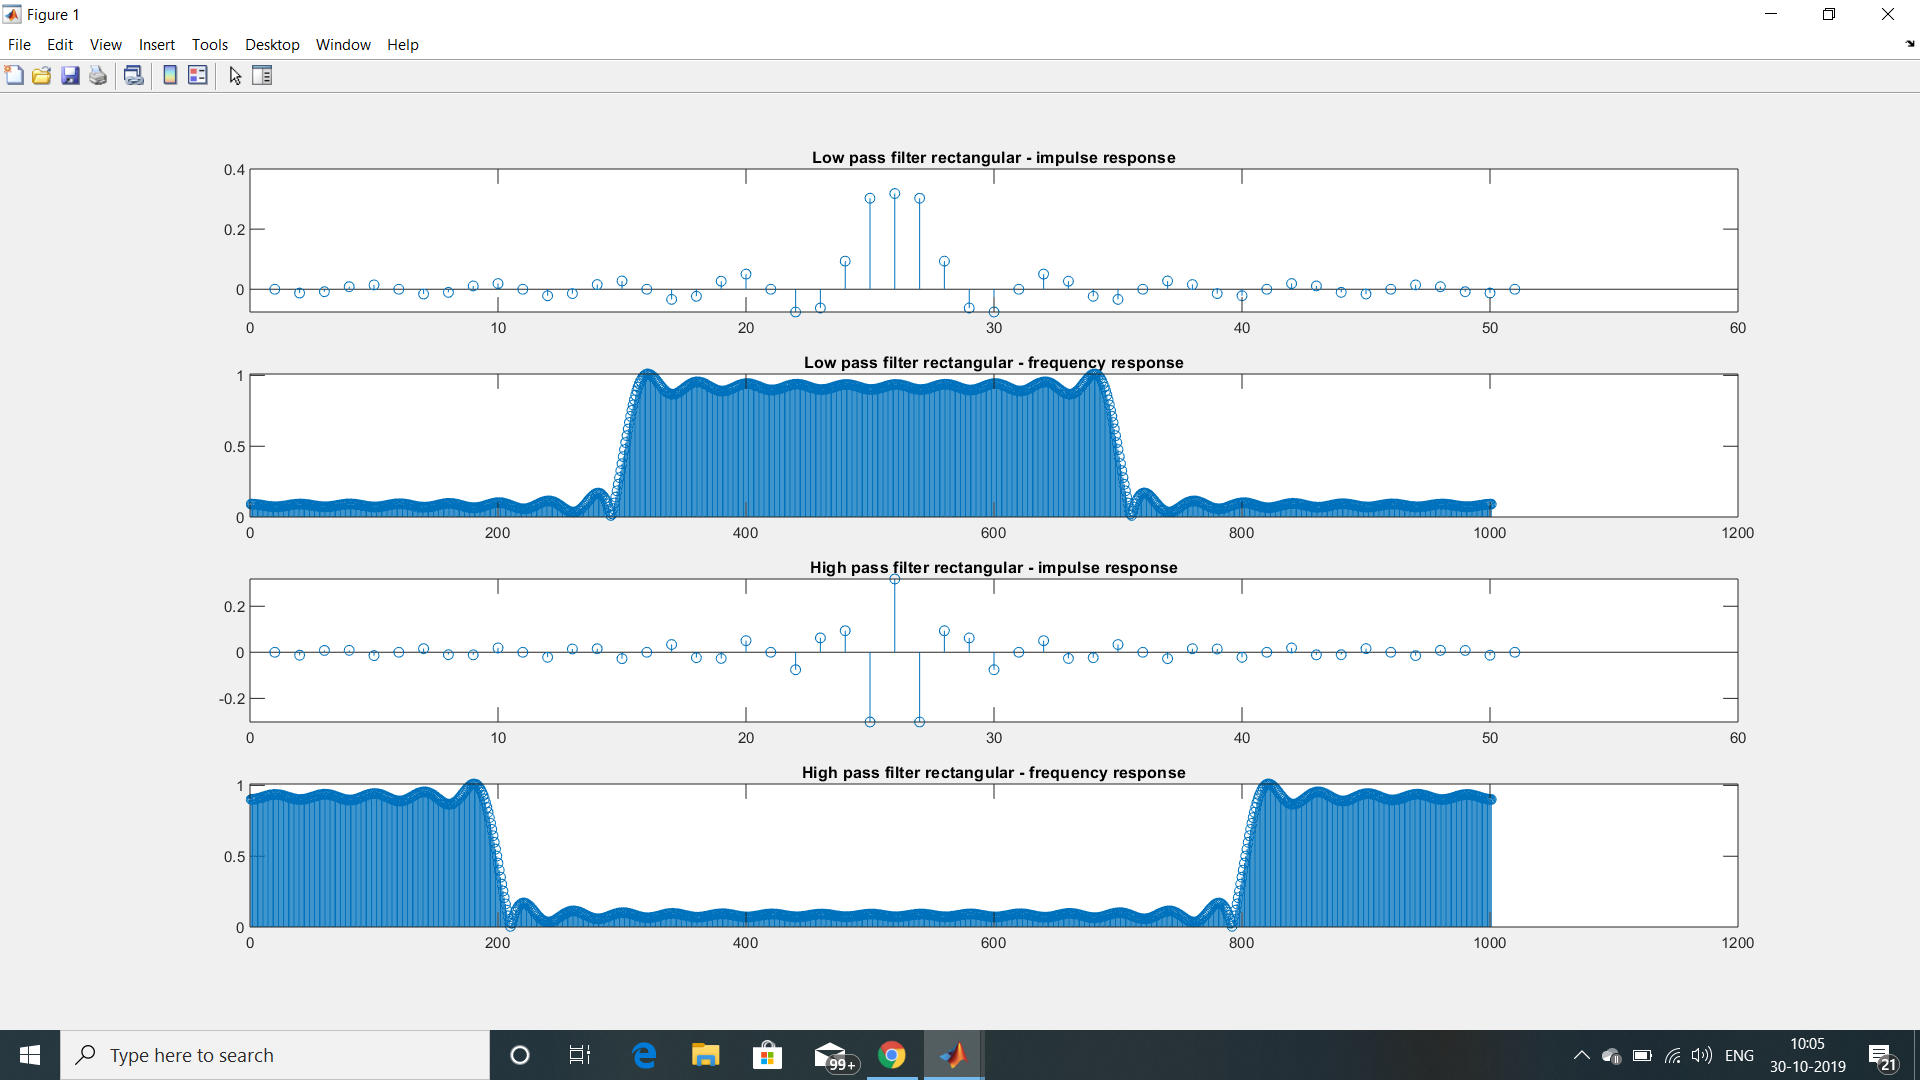 Figure 1
File Edit View Insert Tools Desktop Window Help
Low pass filter rectangular - impulse response
0.4
0.2
0
0 10 20 30 40 50 60
Low pass filter rectangular - frequency response
1
0.5
0
0 200 400 600 800 1000 1200
High pass filter rectangular - impulse response
0.2
0
-0.2
0 10 20 30 40 50 60
High pass filter rectangular - frequency response
1
0.5
0
0 200 400 600 800 1000 1200
Type here to search
99+
ENG
10:05
30-10-2019
21